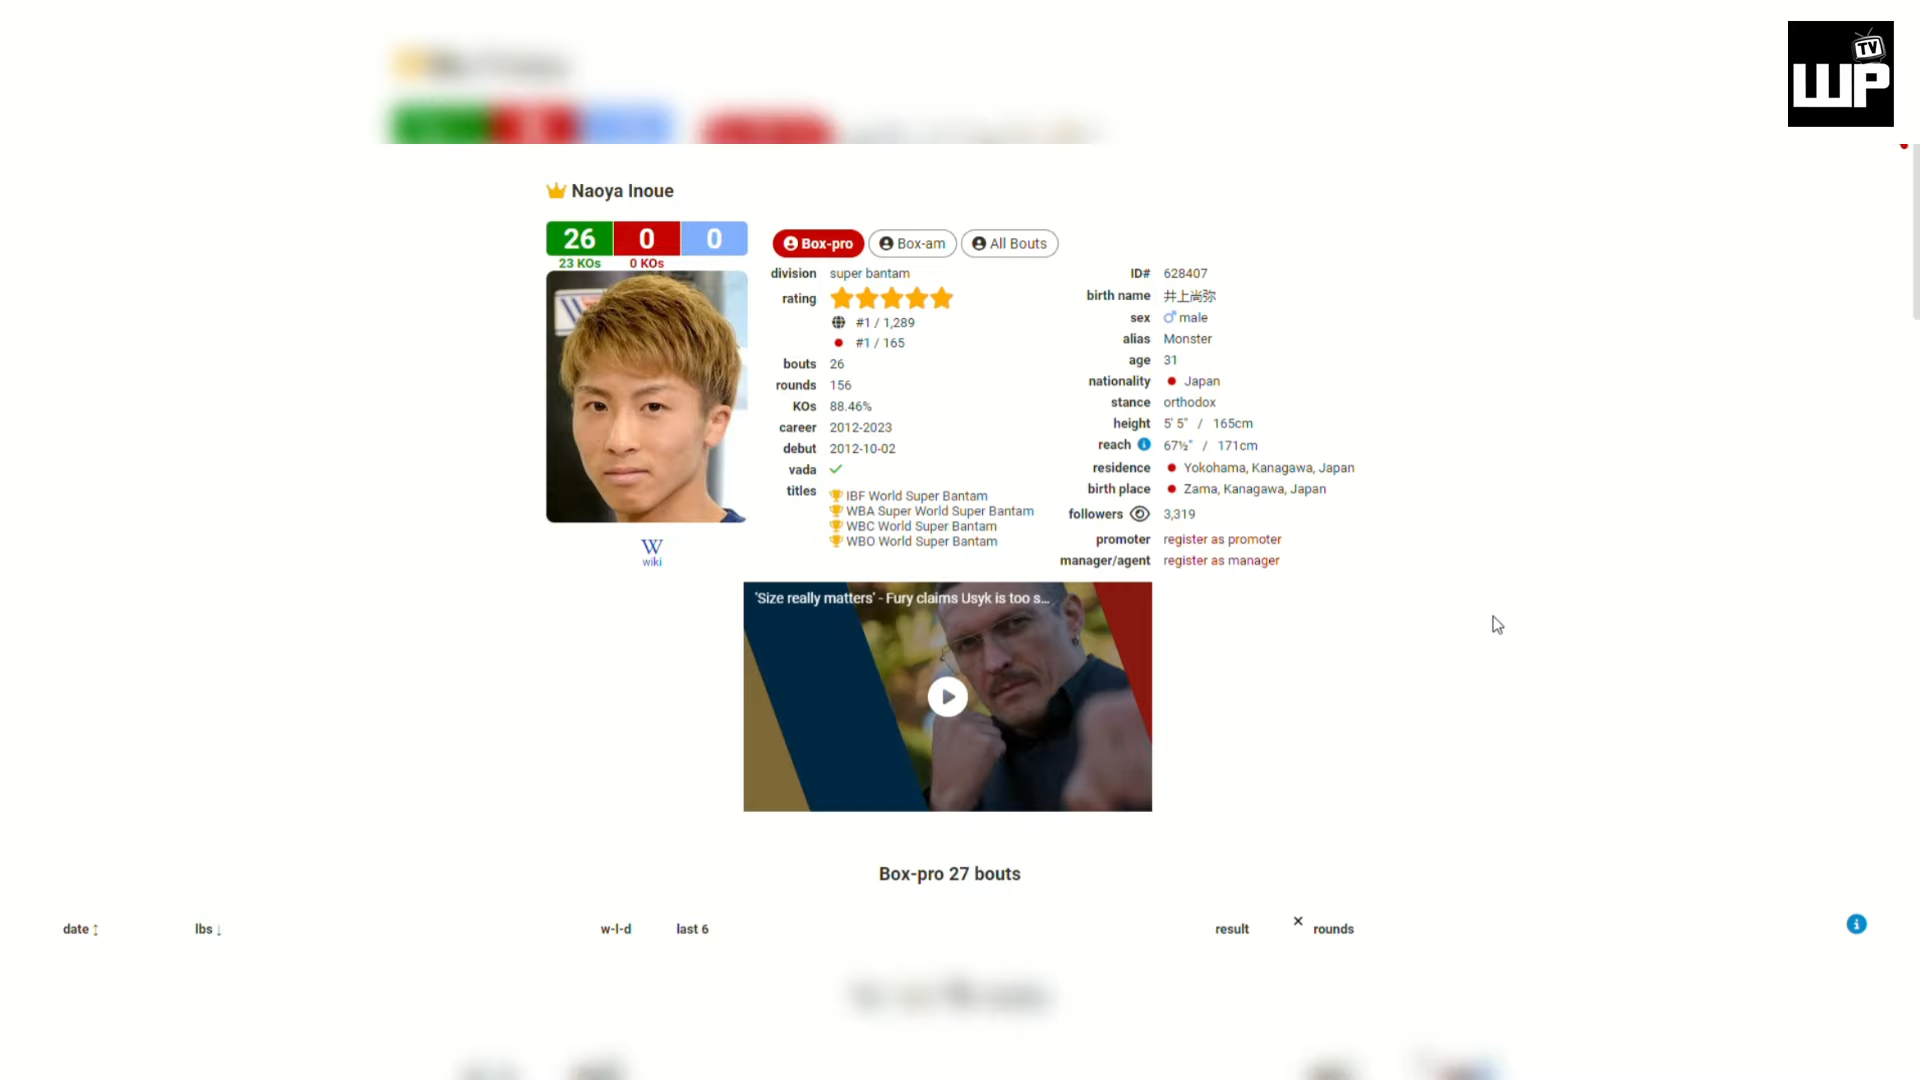 TV
WP
Naoya Inoue
26 0 0
23 KOs 0 KOs
Box-pro Box-am All Bouts
division super bantam
rating
#1 / 1,289
#1 / 165
bouts 26
rounds 156
KOs 88.46%
career 2012-2023
debut 2012-10-02
vada
titles IBF World Super Bantam
WBA Super World Super Bantam
WBC World Super Bantam
WBO World Super Bantam
ID# 628407
birth name 井上尚弥
sex male
alias Monster
age 31
nationality Japan
stance orthodox
height 5' 5" / 165cm
reach 67½" / 171cm
residence Yokohama, Kanagawa, Japan
birth place Zama, Kanagawa, Japan
followers 3,319
promoter register as promoter
manager/agent register as manager
W
wiki
'Size really matters' - Fury claims Usyk is too s...
Box-pro 27 bouts
date lbs w-l-d last 6 result rounds